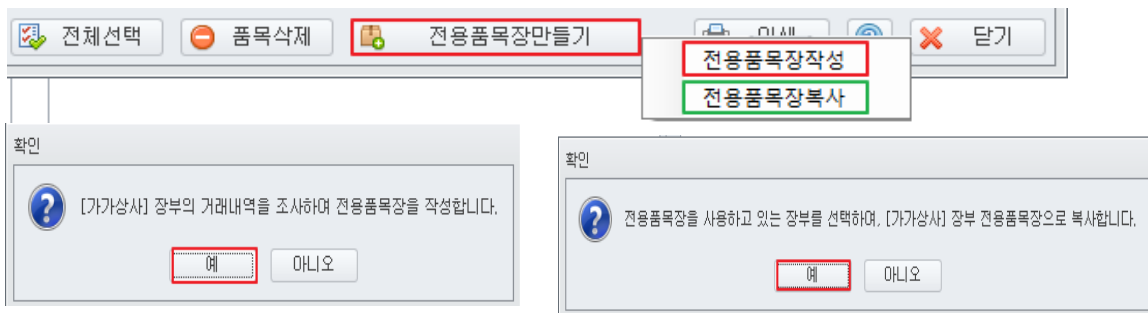 전체선택 품목삭제 전용품목장만들기 닫기
전용품목장작성
전용품목장복사
확인
[가가상사] 장부의 거래내역을 조사하여 전용품목장을 작성합니다.
예 아니오
확인
전용품목장을 사용하고 있는 장부를 선택하여, [가가상사] 장부 전용품목장으로 복사합니다.
예 아니오